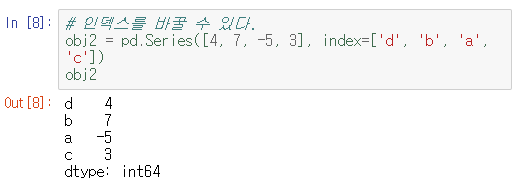 In [8]: # 인덱스를 바꿀 수 있다.
obj2 = pd.Series([4, 7, -5, 3], index=['d', 'b', 'a',
'c'])
obj2
Out[8]: d    4
b    7
a   -5
c    3
dtype: int64